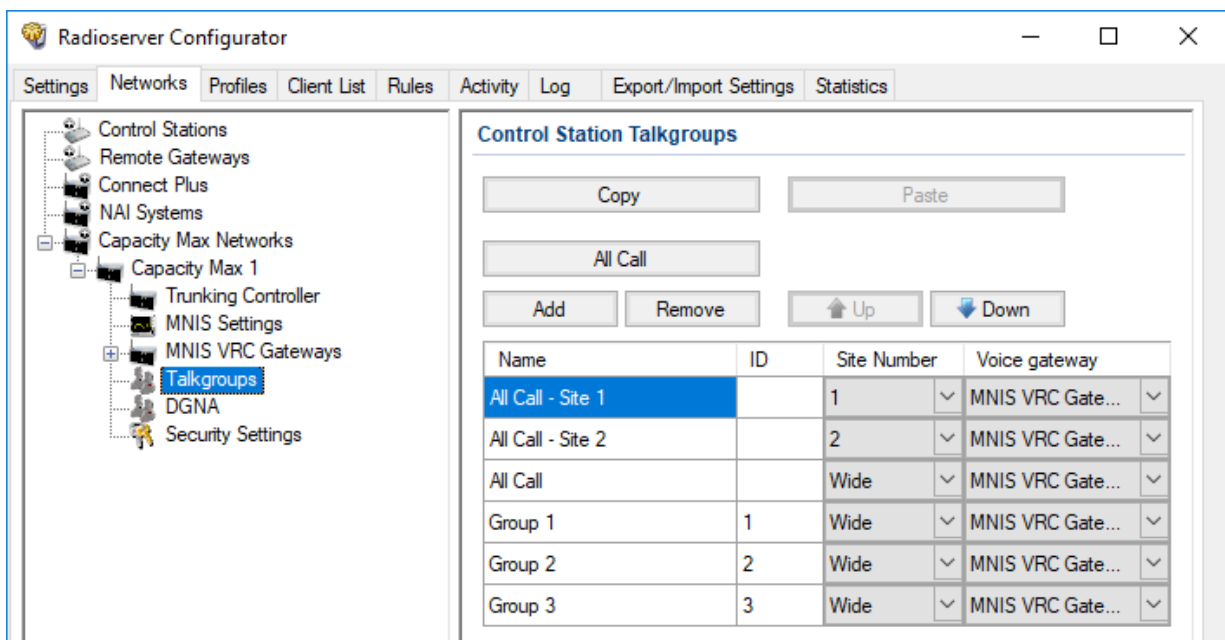 Radioserver Configurator
Settings Networks Profiles Client List Rules Activity Log Export/Import Settings Statistics
Control Stations
Remote Gateways
Connect Plus
NAI Systems
Capacity Max Networks
Capacity Max 1
Trunking Controller
MNIS Settings
MNIS VRC Gateways
Talkgroups
DGNA
Security Settings
Control Station Talkgroups
Copy Paste
All Call
Add Remove Up Down
Name ID Site Number Voice gateway
All Call - Site 1 1 MNIS VRC Gate...
All Call - Site 2 2 MNIS VRC Gate...
All Call Wide MNIS VRC Gate...
Group 1 1 Wide MNIS VRC Gate...
Group 2 2 Wide MNIS VRC Gate...
Group 3 3 Wide MNIS VRC Gate...